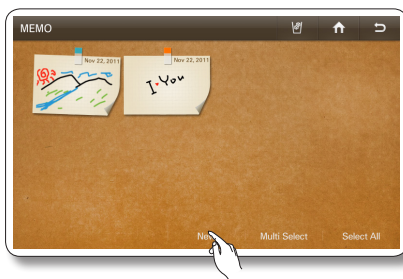 MEMO
Nov 22, 2011
Nov 22, 2011
I You
Multi Select
Select All